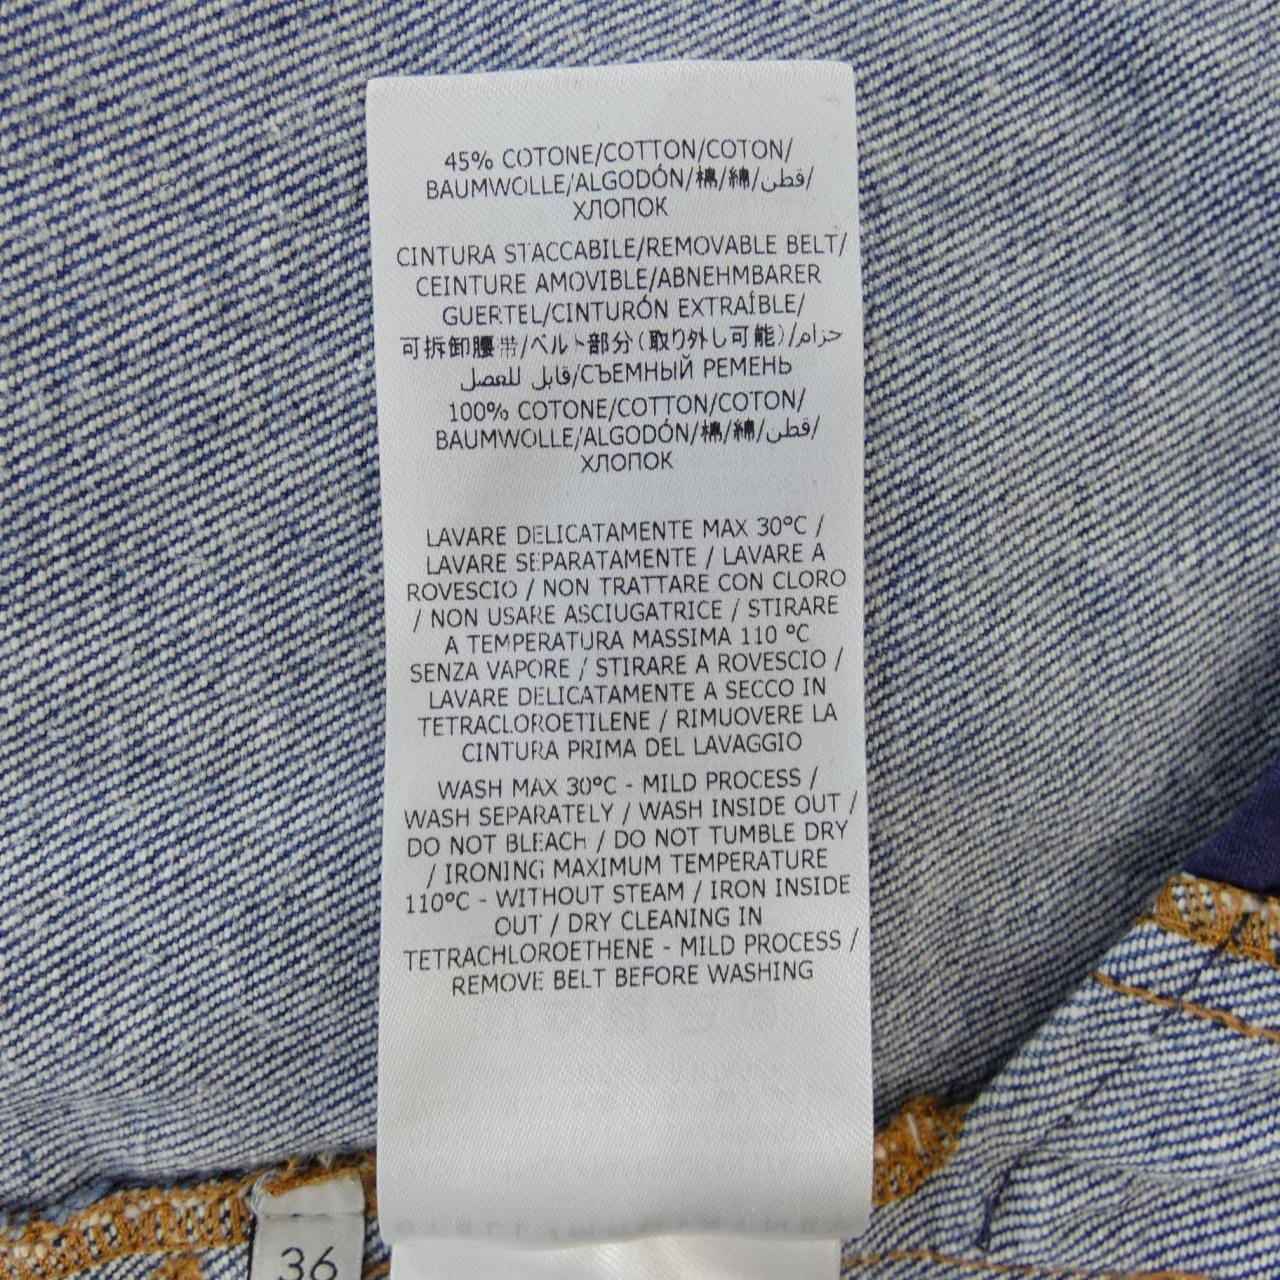 45% COTONE/COTTON/COTON/
BAUMWOLLE/ALGODÓN/棉/綿/قطن/
ХЛОПОК
CINTURA STACCABILE/REMOVABLE BELT/
CEINTURE AMOVIBLE/ABNEHMBARER
GUERTEL/CINTURÓN EXTRAÍBLE/
可拆卸腰带/ベルト部分(取り外し可能)/حزام
قابل للفصل/СЪЕМНЫЙ РЕМЕНЬ
100% COTONE/COTTON/COTON/
BAUMWOLLE/ALGODÓN/棉/綿/قطن/
ХЛОПОК
LAVARE DELICATAMENTE MAX 30°C /
LAVARE SEPARATAMENTE / LAVARE A
ROVESCIO / NON TRATTARE CON CLORO
/ NON USARE ASCIUGATRICE / STIRARE
A TEMPERATURA MASSIMA 110 °C
SENZA VAPORE / STIRARE A ROVESCIO /
LAVARE DELICATAMENTE A SECCO IN
TETRACLOROETILENE / RIMUOVERE LA
CINTURA PRIMA DEL LAVAGGIO
WASH MAX 30°C - MILD PROCESS /
WASH SEPARATELY / WASH INSIDE OUT /
DO NOT BLEACH / DO NOT TUMBLE DRY
/ IRONING MAXIMUM TEMPERATURE
110°C - WITHOUT STEAM / IRON INSIDE
OUT / DRY CLEANING IN
TETRACHLOROETHENE - MILD PROCESS /
REMOVE BELT BEFORE WASHING
36